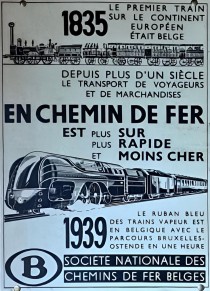 1835
LE PREMIER TRAIN
SUR LE CONTINENT
EUROPÉEN
ÉTAIT BELGE
DEPUIS PLUS D'UN SIÈCLE
LE TRANSPORT DE VOYAGEURS
ET DE MARCHANDISES
EN CHEMIN DE FER
EST PLUS SUR
PLUS RAPIDE
ET MOINS CHER
1939
LE RUBAN BLEU
DES TRAINS VAPEUR EST
EN BELGIQUE AVEC LE
PARCOURS BRUXELLES-
OSTENDE EN UNE HEURE
B
SOCIÉTÉ NATIONALE DES
CHEMINS DE FER BELGES